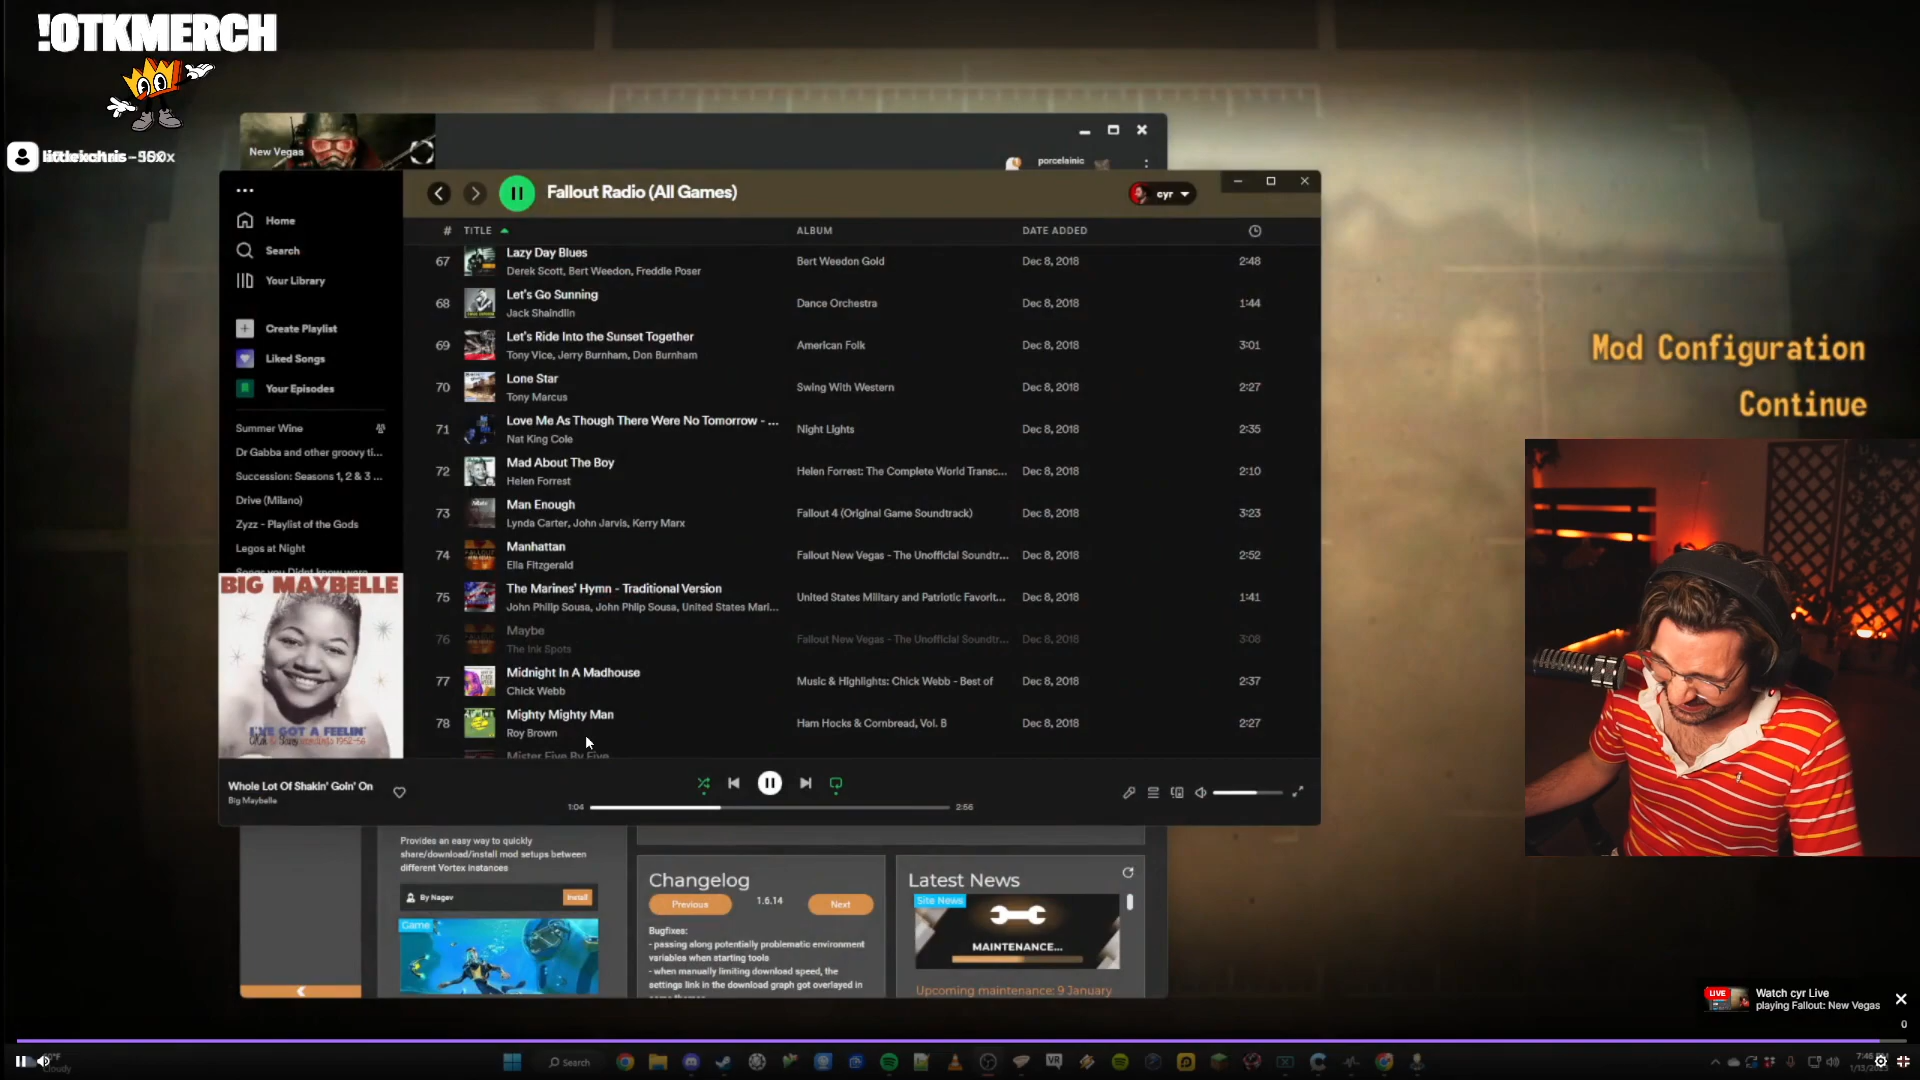 !OTKMERCH
New Vegas
porcelainic
Fallout Radio (All Games)
cyr
Home
Search
Your Library
Create Playlist
Liked Songs
Your Episodes
Summer Wine
Dr Gabba and other groovy ti...
Succession: Seasons 1, 2 & 3 ...
Drive (Milano)
Zyzz - Playlist of the Gods
Legos at Night
# TITLE ALBUM DATE ADDED
67 Lazy Day Blues Bert Weedon Gold Dec 8, 2018 2:48
Derek Scott, Bert Weedon, Freddie Poser
68 Let's Go Sunning Dance Orchestra Dec 8, 2018 1:44
Jack Shaindlin
69 Let's Ride Into the Sunset Together American Folk Dec 8, 2018 3:01
Tony Vice, Jerry Burnham, Don Burnham
70 Lone Star Swing With Western Dec 8, 2018 2:27
Tony Marcus
71 Love Me As Though There Were No Tomorrow - ... Night Lights Dec 8, 2018 2:35
Nat King Cole
72 Mad About The Boy Helen Forrest: The Complete World Transc... Dec 8, 2018 2:10
Helen Forrest
73 Man Enough Fallout 4 (Original Game Soundtrack) Dec 8, 2018 3:23
Lynda Carter, John Jarvis, Kerry Marx
74 Manhattan Fallout New Vegas - The Unofficial Soundtr... Dec 8, 2018 2:52
Ella Fitzgerald
75 The Marines' Hymn - Traditional Version United States Military and Patriotic Favorit... Dec 8, 2018 1:41
John Philip Sousa, John Philp Sousa, United States Mari...
76 Maybe Fallout New Vegas - The Unofficial Soundtr... Dec 8, 2018 3:08
The Ink Spots
77 Midnight In A Madhouse Music & Highlights: Chick Webb - Best of Dec 8, 2018 2:37
Chick Webb
78 Mighty Mighty Man Ham Hocks & Cornbread, Vol. B Dec 8, 2018 2:27
Roy Brown
Mister Five By Five
BIG MAYBELLE
I'VE GOT A FEELIN'
Whole Lot Of Shakin' Goin' On
Big Maybelle
1:04 2:56
Mod Configuration
Continue
Provides an easy way to quickly
share/download/install mod setups between
different Vortex instances
By Nagev Install
Game
Changelog
Previous 1.6.14 Next
Bugfixes:
- passing along potentially problematic environment
variables when starting tools
- when manually limiting download speed, the
settings link in the download graph got overlayed in
Latest News
Site News
MAINTENANCE...
Upcoming maintenance: 9 January
LIVE
Watch cyr Live
playing Fallout: New Vegas
0
Cloudy
Search
VR